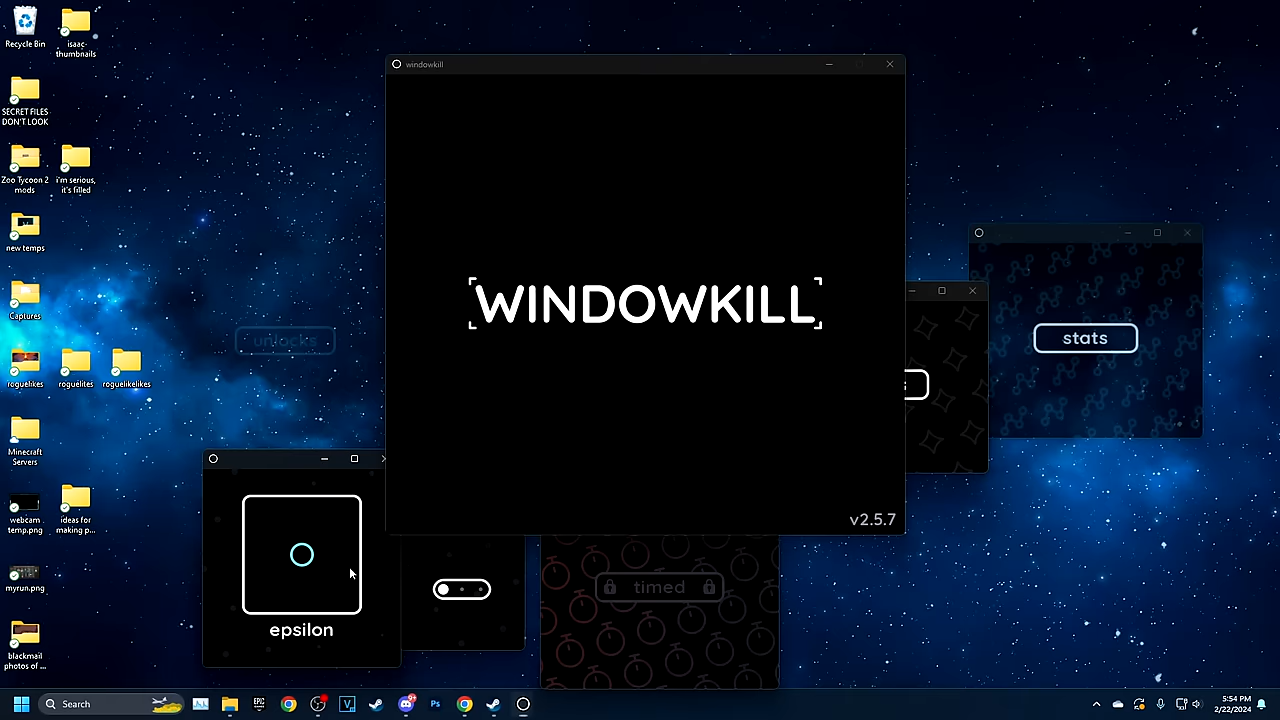 Recycle Bin
isaac-
thumbnails
SECRET FILES
DON'T LOOK
Zoo Tycoon 2
mods
i'm serious,
it's filled
new temps
Captures
roguelikes
roguelites
roguelikelikes
Minecraft
Servers
webcam
temp.png
ideas for
making p...
myrun.png
blackmail
photos of ...
windowkill
WINDOWKILL
v2.5.7
unlocks
stats
epsilon
timed
Search
EPIC
Ps
5:54 PM
2/22/2024